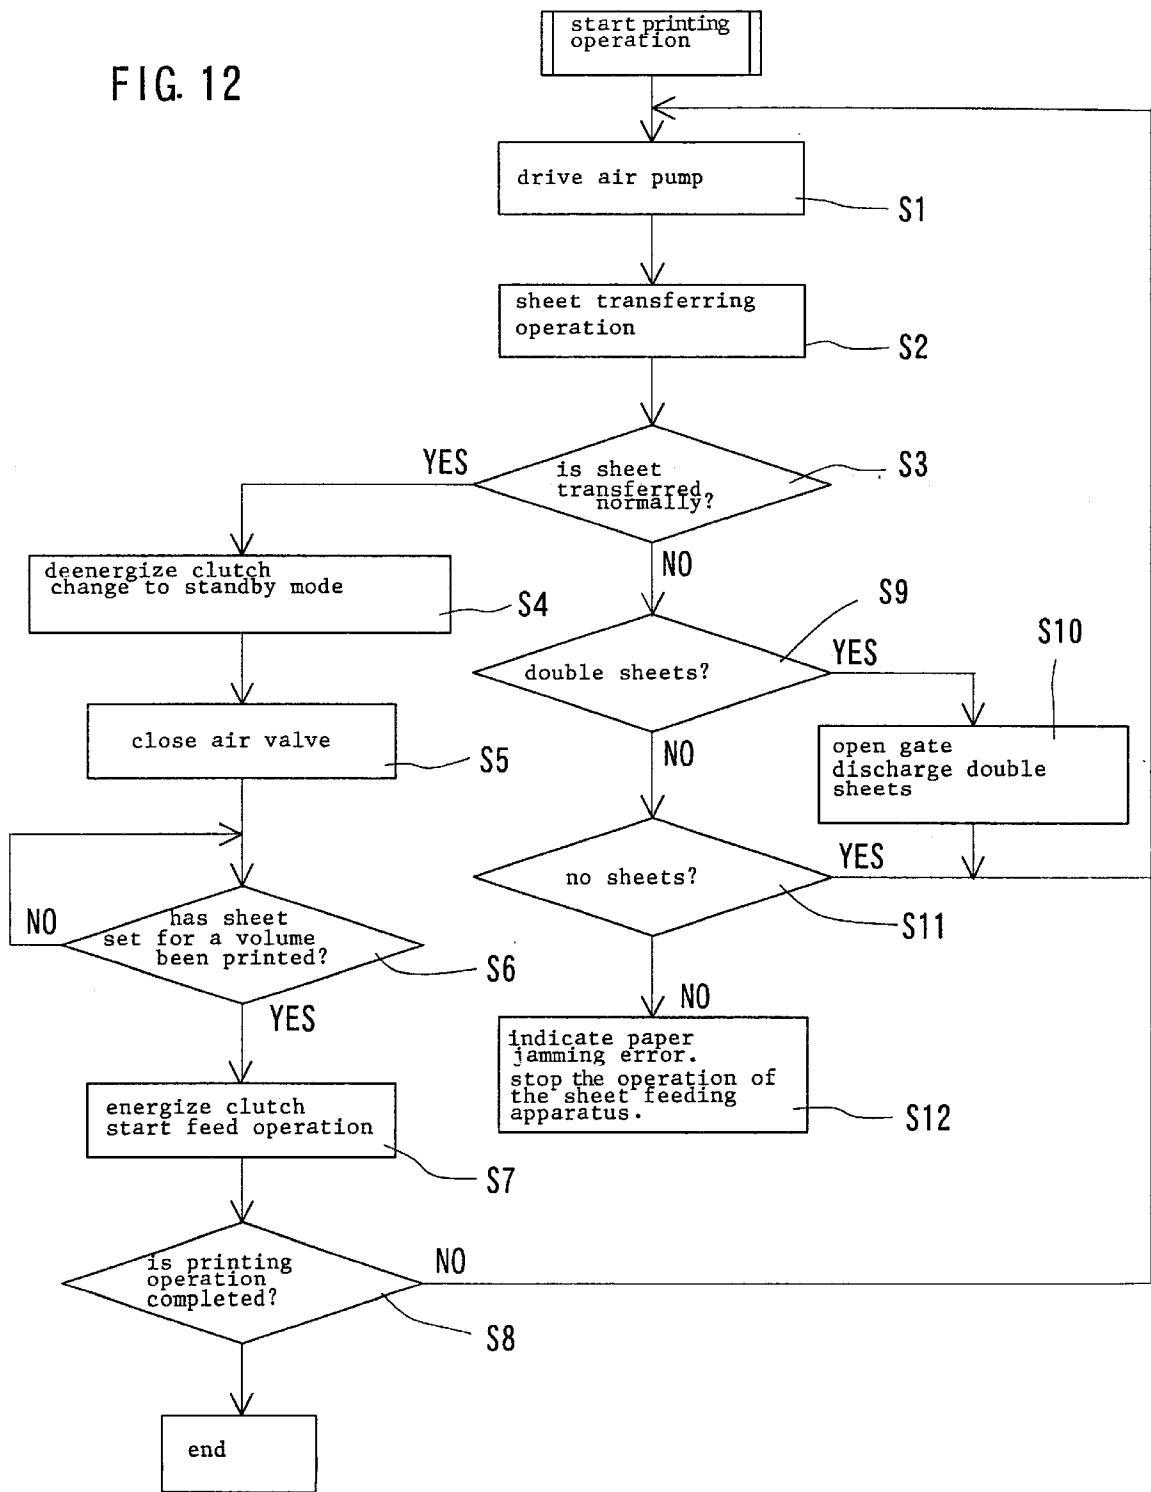 FIG. 12
start printing
operation
drive air pump
S1
sheet transferring
operation
S2
is sheet
transferred
normally?
S3
YES
NO
deenergize clutch
change to standby mode
S4
close air valve
S5
has sheet
set for a volume
been printed?
S6
NO
YES
energize clutch
start feed operation
S7
is printing
operation
completed?
S8
NO
end
double sheets?
S9
YES
NO
open gate
discharge double
sheets
S10
no sheets?
S11
YES
NO
indicate paper
jamming error.
stop the operation of
the sheet feeding
apparatus.
S12